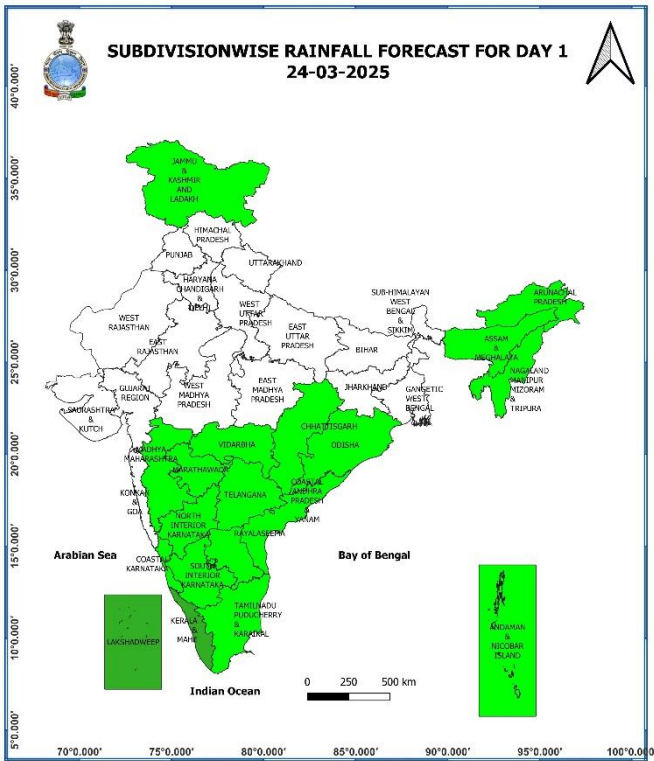 SUBDIVISIONWISE RAINFALL FORECAST FOR DAY 1
24-03-2025
40°0.000'
35°0.000'
30°0.000'
25°0.000'
20°0.000'
15°0.000'
10°0.000'
5°0.000'
JAMMU
&
KASHMIR
AND
LADAKH
HIMACHAL
PRADESH
PUNJAB
UTTARAKHAND
HARYANA
CHANDIGARH
&
DELHI
WEST
UTTAR
PRADESH
SUB-HIMALAYAN
WEST
BENGAL
&
SIKKIM
ARUNACHAL
PRADESH
WEST
RAJASTHAN
EAST
RAJASTHAN
EAST
UTTAR
PRADESH
BIHAR
ASSAM
&
MEGHALAYA
NAGALAND
MANIPUR
MIZORAM
&
TRIPURA
GUJARAT
REGION
SAURASHTRA
&
KUTCH
WEST
MADHYA
PRADESH
EAST
MADHYA
PRADESH
JHARKHAND
GANGETIC
WEST
BENGAL
CHHATTISGARH
ODISHA
VIDARBHA
MADHYA
MAHARASHTRA
MARATHAWADA
TELANGANA
COASTAL
ANDHRA
PRADESH
&
YANAM
KONKAN
&
GOA
NORTH
INTERIOR
KARNATAKA
RAYALASEEMA
Arabian Sea
Bay of Bengal
COASTAL
KARNATAKA
SOUTH
INTERIOR
KARNATAKA
TAMILNADU
PUDUCHERRY
&
KARAIKAL
KERALA
&
MAHE
LAKSHADWEEP
ANDAMAN
&
NICOBAR
ISLAND
Indian Ocean
0 250 500 km
70°0.000' 75°0.000' 80°0.000' 85°0.000' 90°0.000' 95°0.000' 100°0.000'